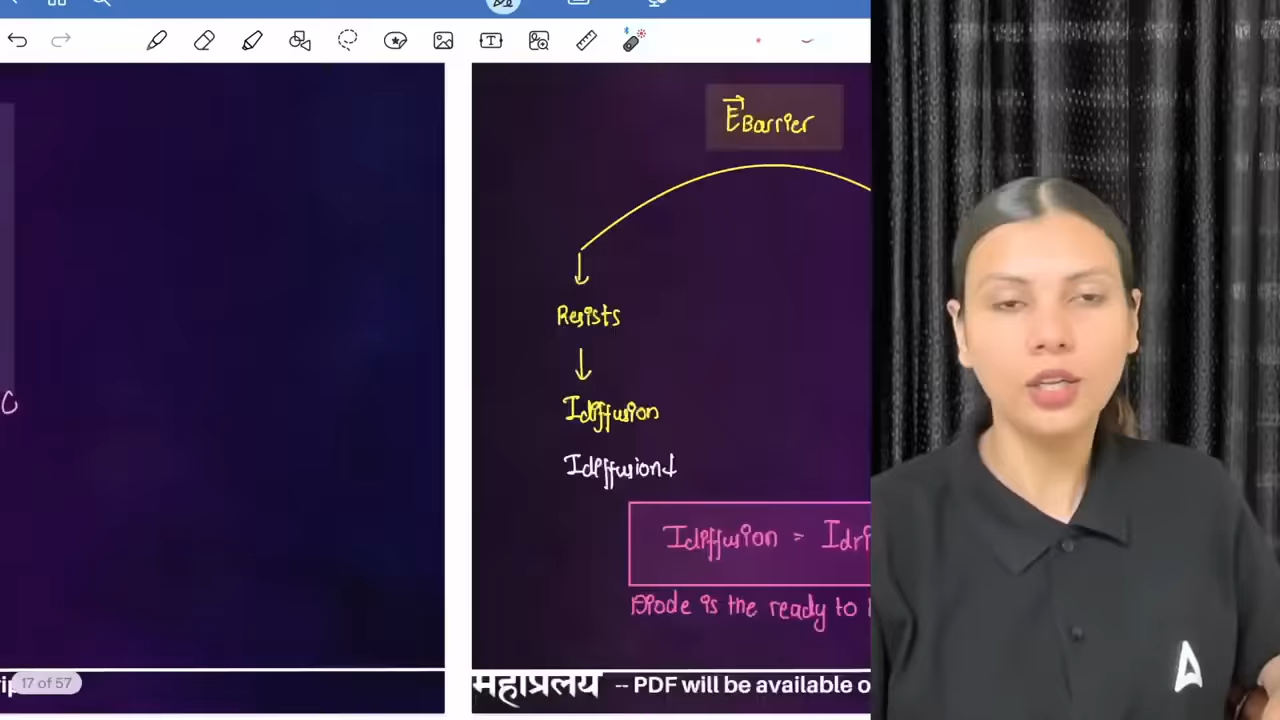 E Barrier
Resists
Idiffusion
Idiffusion↓
Idiffusion = Idri
Diode is the ready to
17 of 57
महाप्रलय -- PDF will be available o